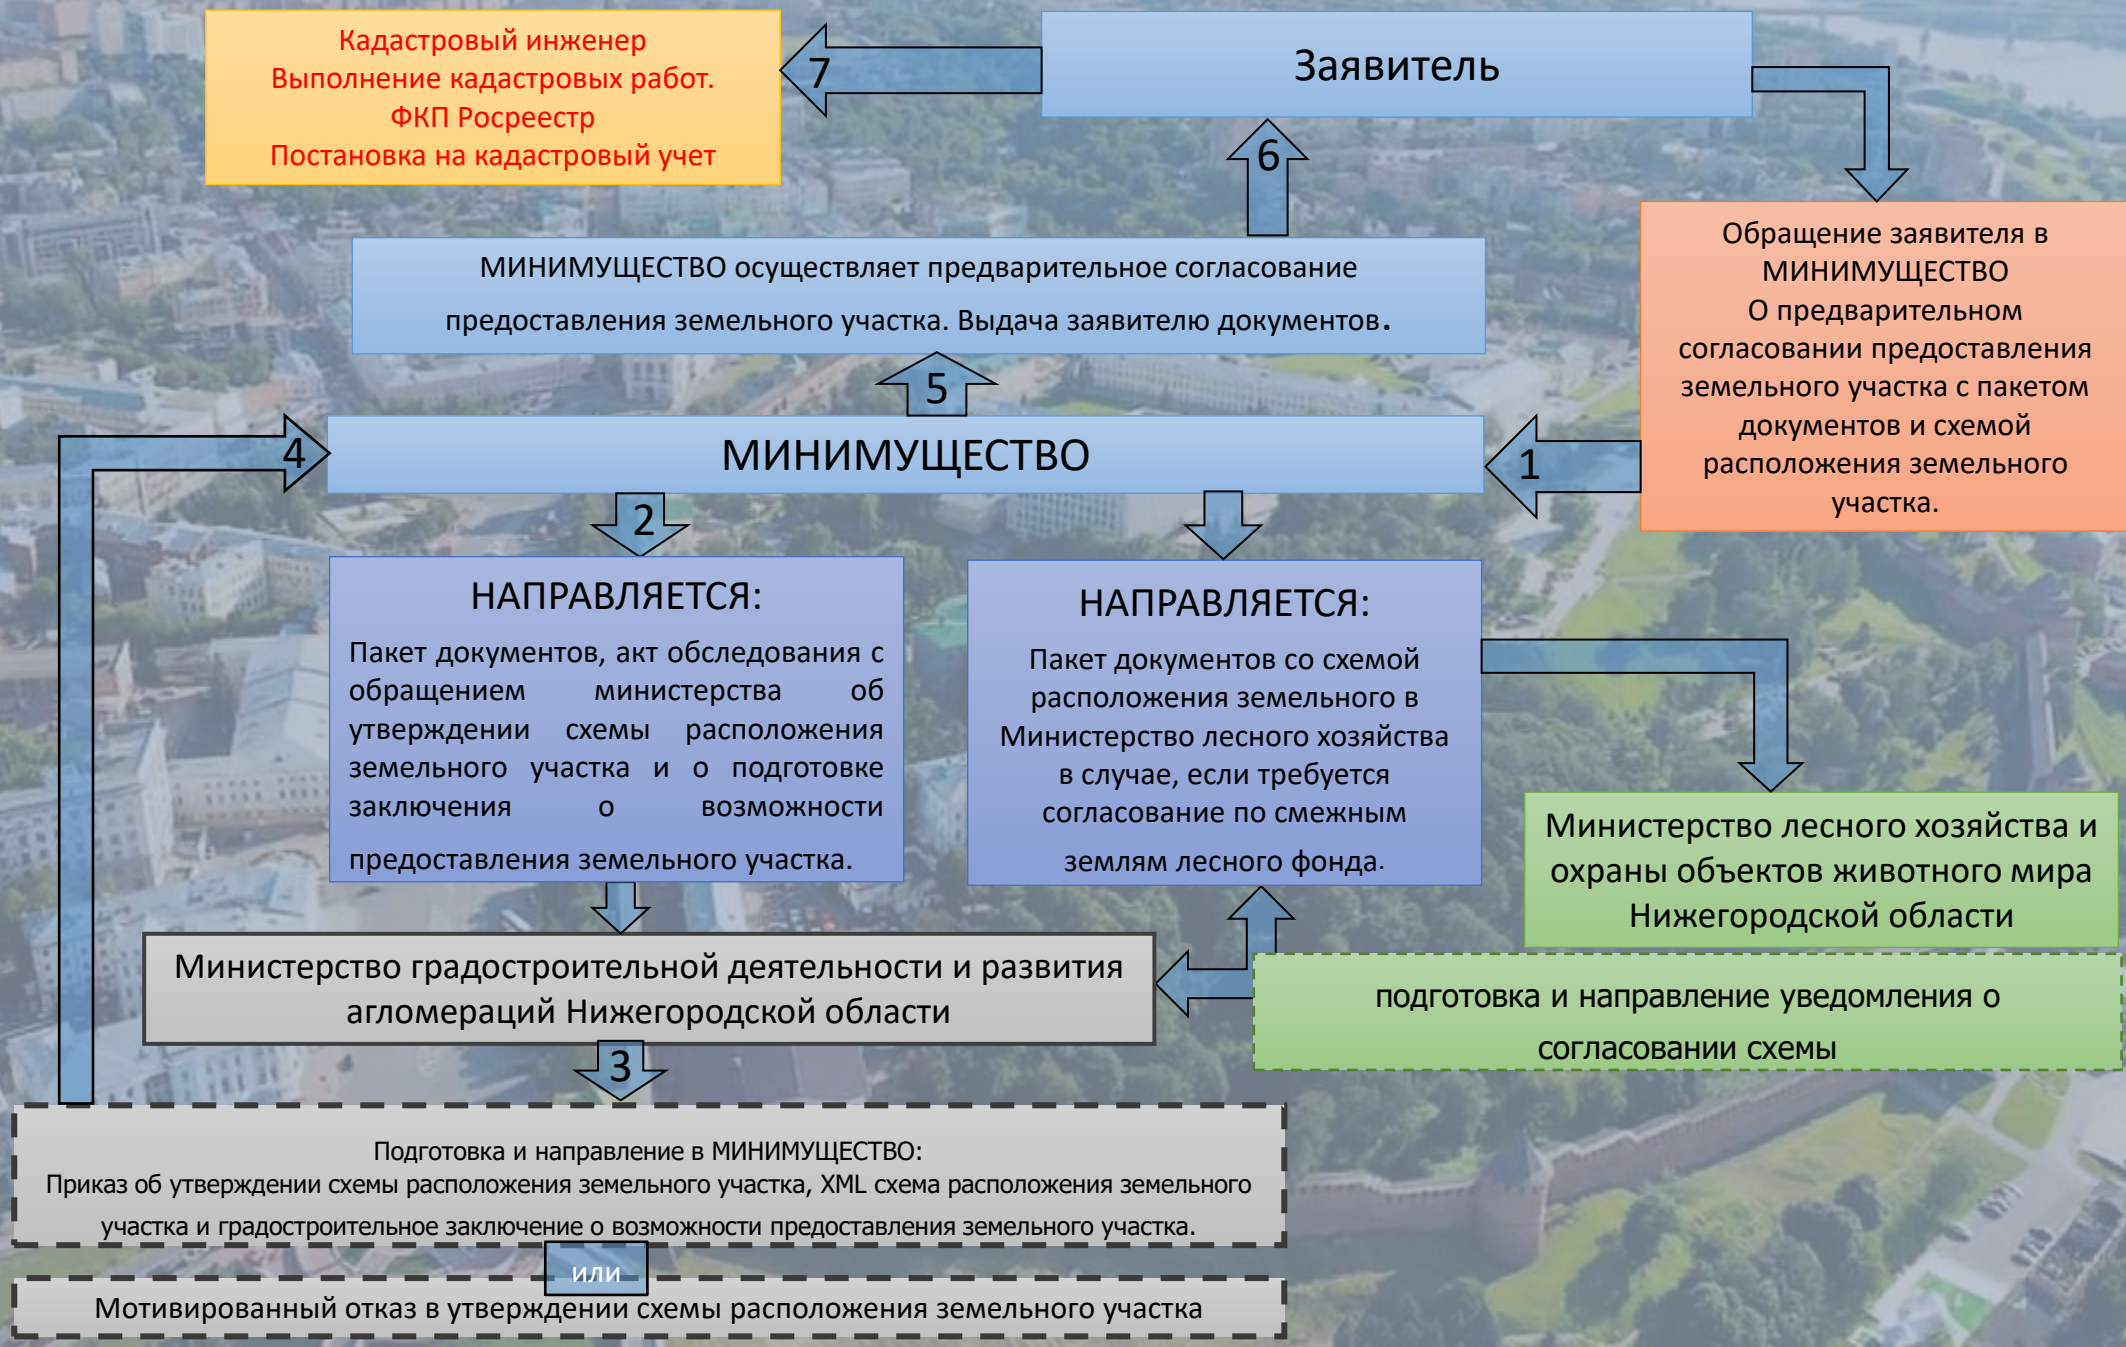 Кадастровый инженер
Выполнение кадастровых работ.
ФКП Росреестр
Постановка на кадастровый учет
7
Заявитель
6
МИНИМУЩЕСТВО осуществляет предварительное согласование
предоставления земельного участка. Выдача заявителю документов.
Обращение заявителя в
МИНИМУЩЕСТВО
О предварительном
согласовании предоставления
земельного участка с пакетом
документов и схемой
расположения земельного
участка.
5
4
МИНИМУЩЕСТВО
1
2
НАПРАВЛЯЕТСЯ:
Пакет документов, акт обследования с
обращением министерства об
утверждении схемы расположения
земельного участка и о подготовке
заключения о возможности
предоставления земельного участка.
НАПРАВЛЯЕТСЯ:
Пакет документов со схемой
расположения земельного в
Министерство лесного хозяйства
в случае, если требуется
согласование по смежным
землям лесного фонда.
Министерство лесного хозяйства и
охраны объектов животного мира
Нижегородской области
Министерство градостроительной деятельности и развития
агломераций Нижегородской области
подготовка и направление уведомления о
согласовании схемы
3
Подготовка и направление в МИНИМУЩЕСТВО:
Приказ об утверждении схемы расположения земельного участка, XML схема расположения земельного
участка и градостроительное заключение о возможности предоставления земельного участка.
или
Мотивированный отказ в утверждении схемы расположения земельного участка